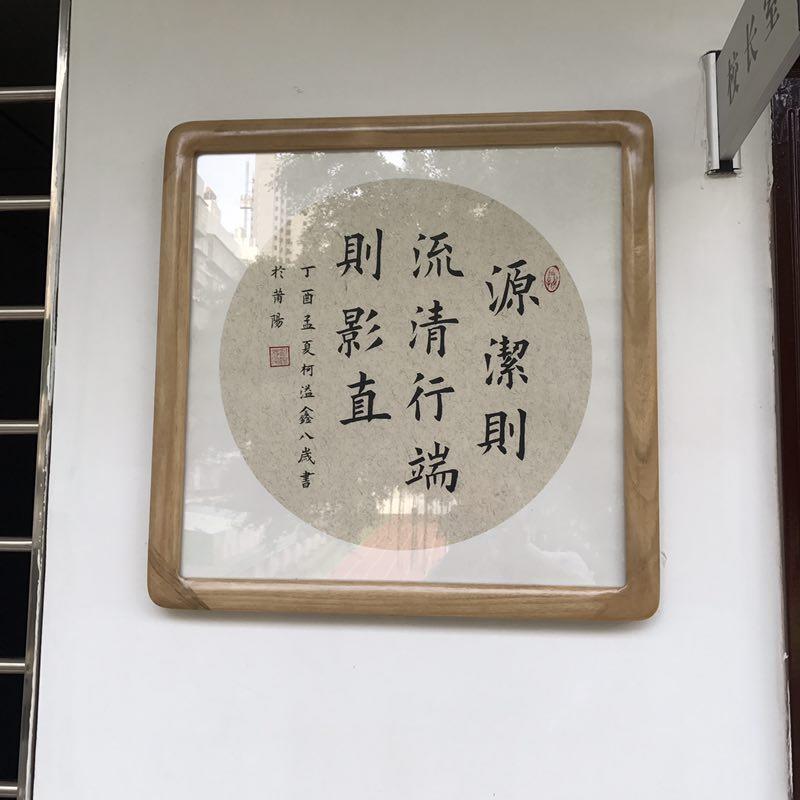 源潔則
流清行端
則影直
丁酉孟夏柯溢鑫八歲書
於莆陽
校长室